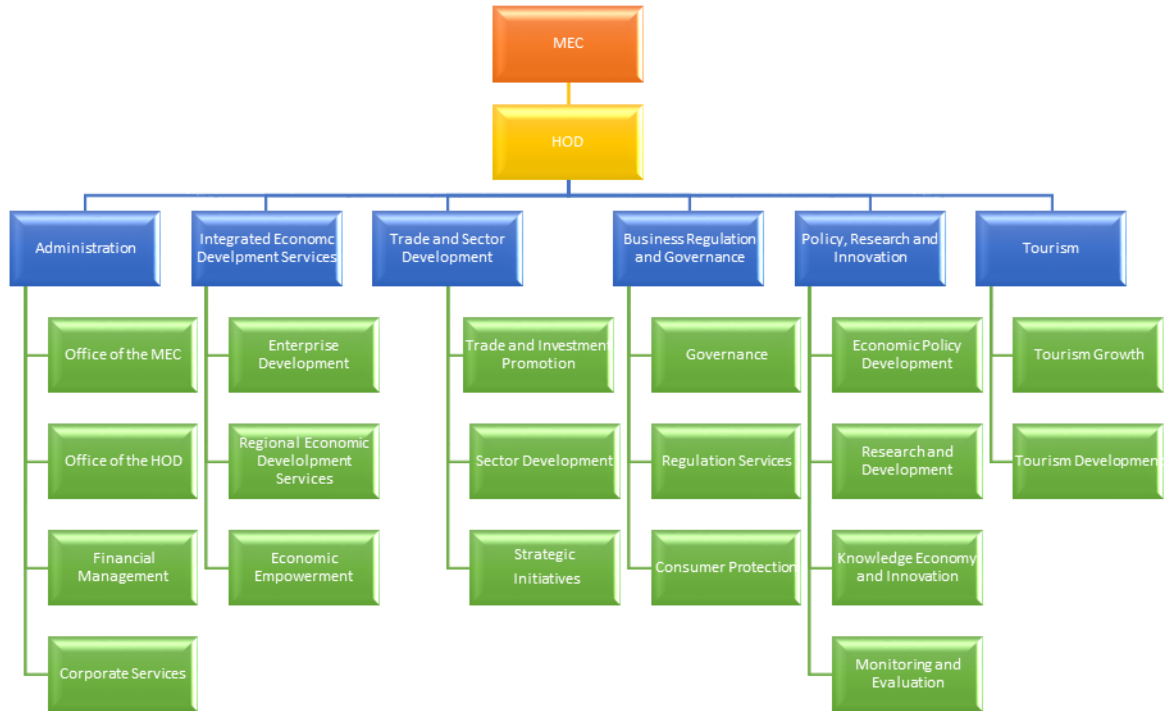 MEC
HOD
Administration
Integrated Economc
Develpment Services
Trade and Sector
Development
Business Regulation
and Governance
Policy, Research and
Innovation
Tourism
Office of the MEC
Office of the HOD
Financial
Management
Corporate Services
Enterprise
Development
Regional Economic
Develolpment
Services
Economic
Empowerment
Trade and Investment
Promotion
Sector Development
Strategic
Initiatives
Governance
Regulation Services
Consumer Protection
Economic Policy
Development
Research and
Development
Knowledge Economy
and Innovation
Monitoring and
Evaluation
Tourism Growth
Tourism Development